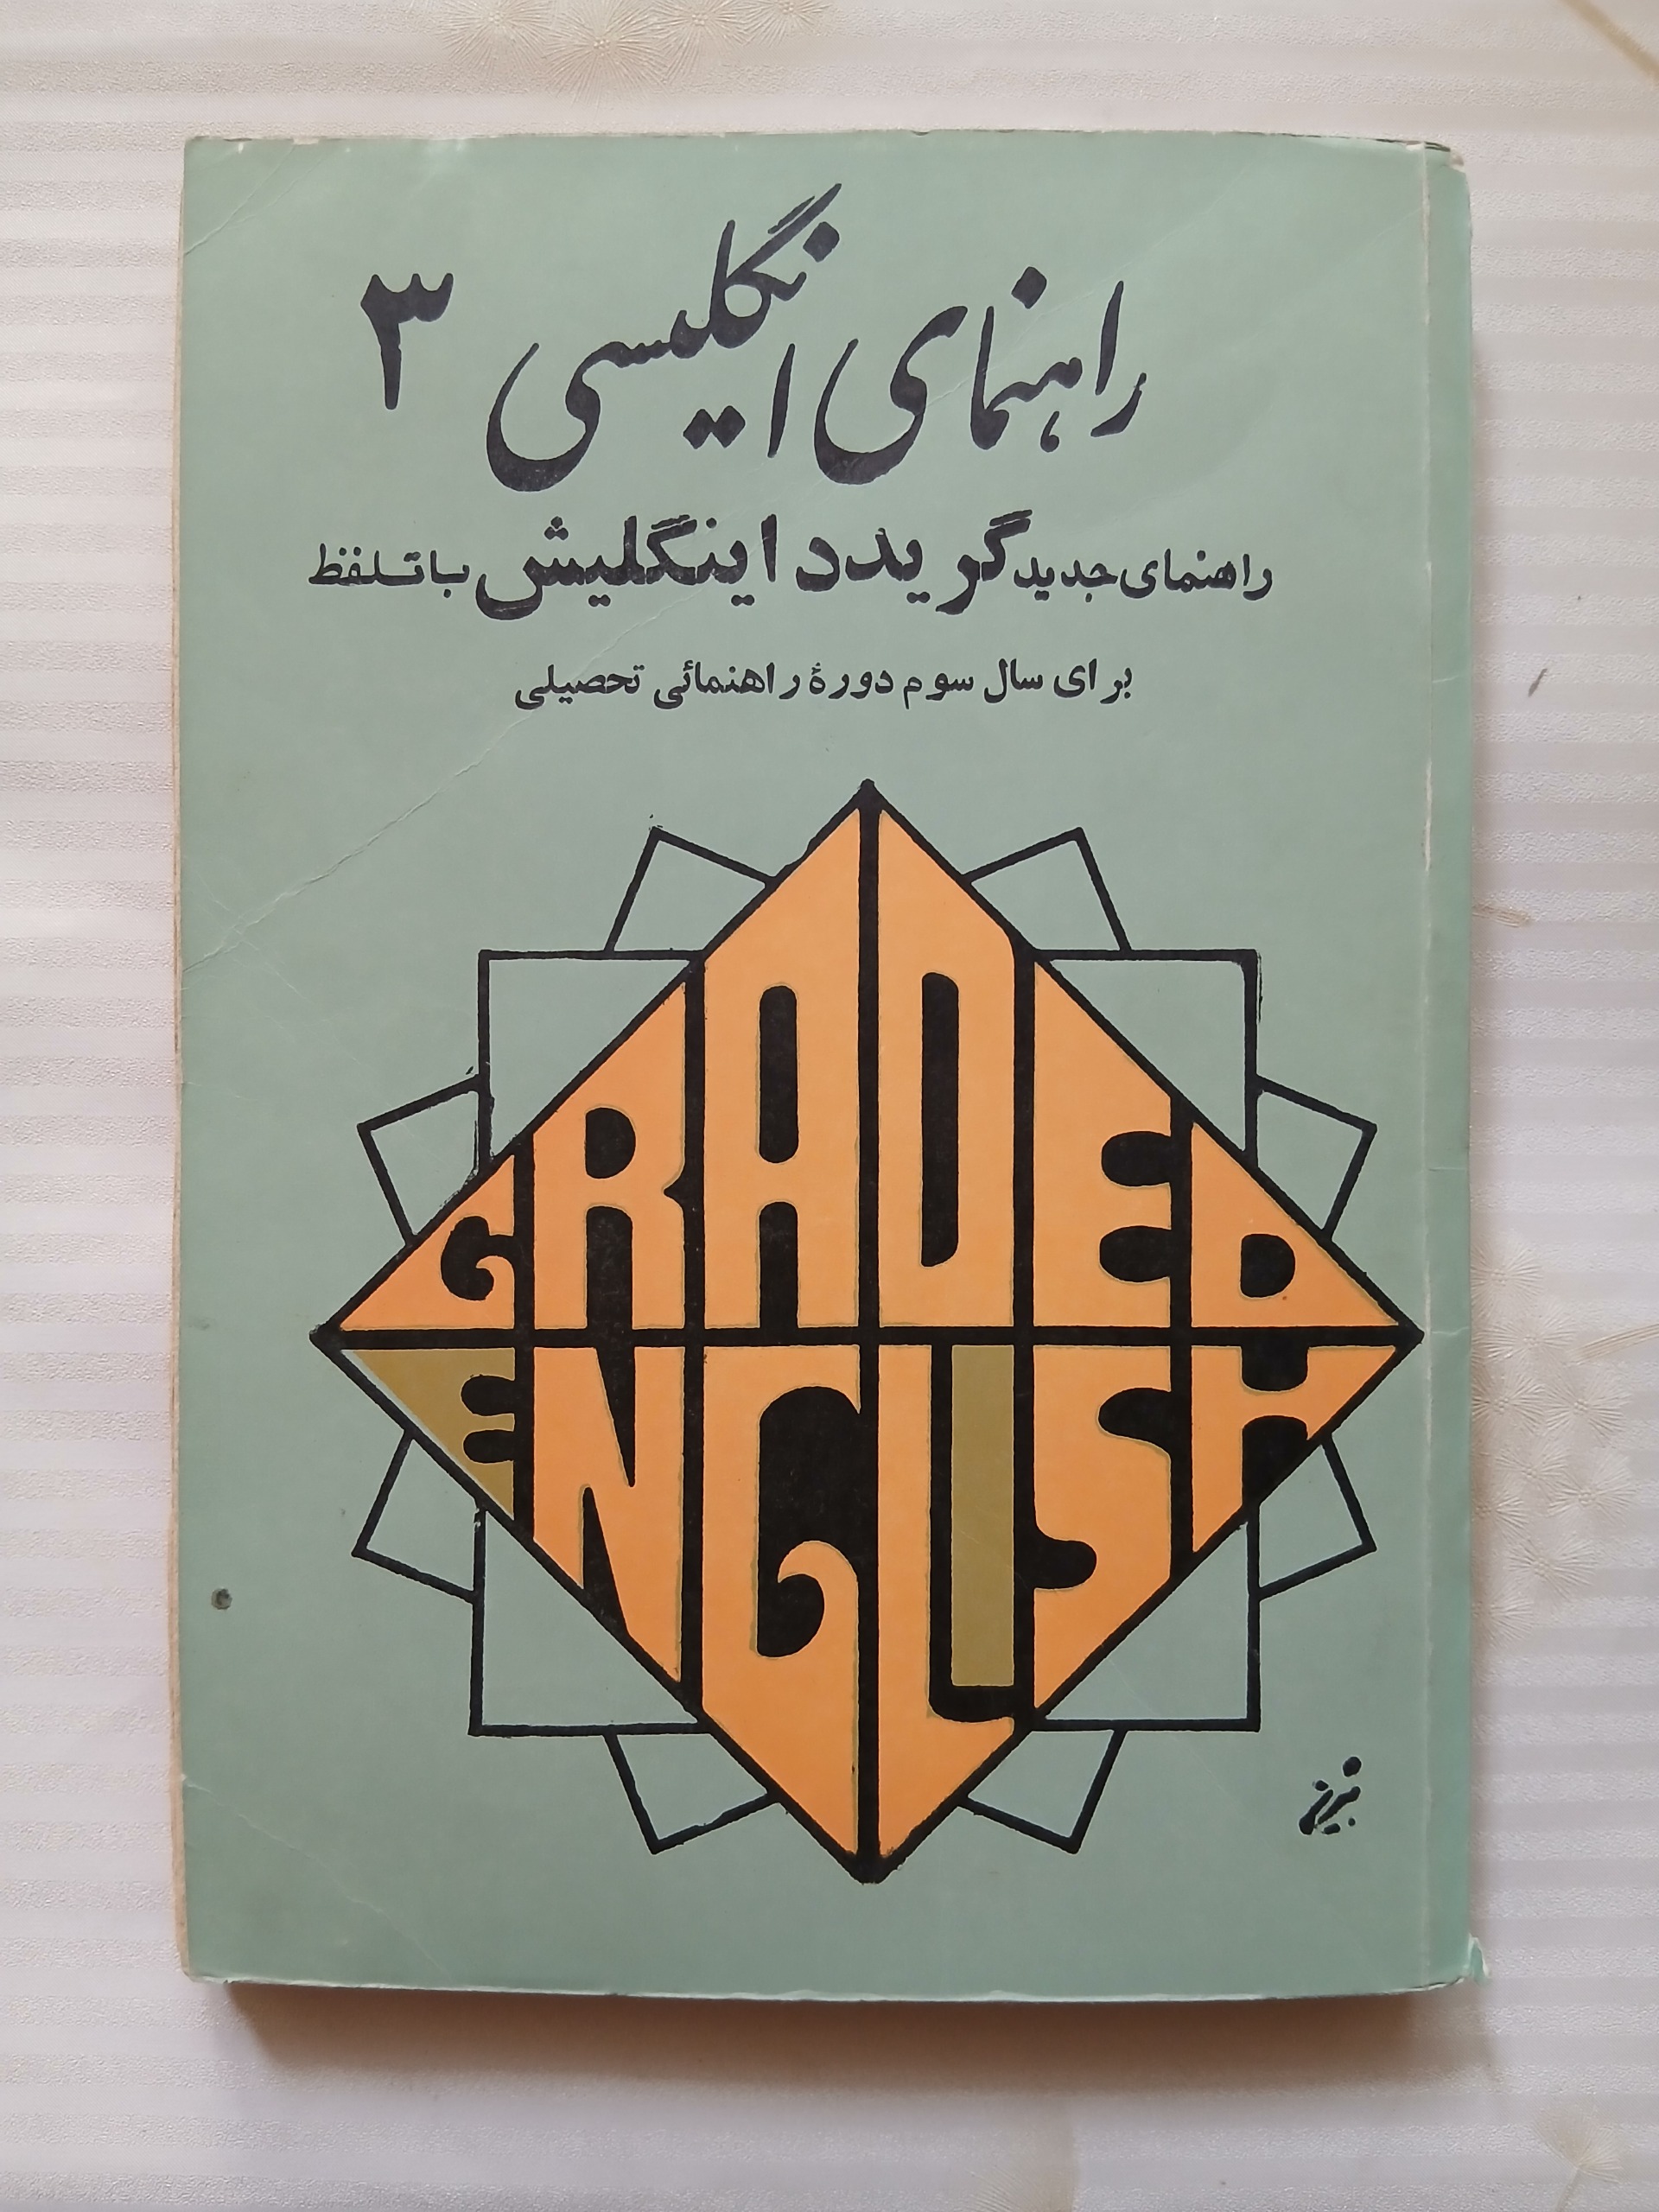 راهنمای انگلیسی ۳
راهنمای جدید گریدد اینگلیش با تلفظ
برای سال سوم دورهٔ راهنمائی تحصیلی
GRADED
ENGLISH